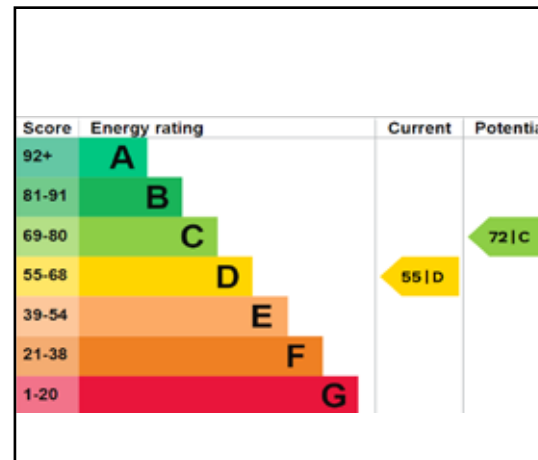 Score Energy rating Current Potentia
92+ A
81-91 B
69-80 C 72|C
55-68 D 55|D
39-54 E
21-38 F
1-20 G